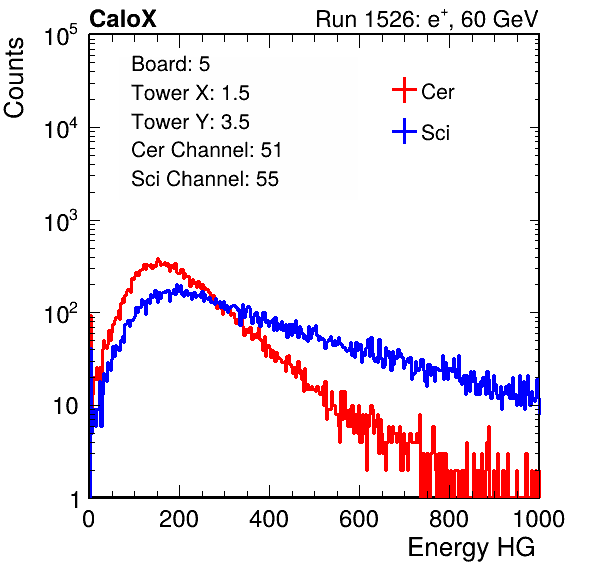 CaloX Run 1526: e+, 60 GeV
Counts
Board: 5
Tower X: 1.5
Tower Y: 3.5
Cer Channel: 51
Sci Channel: 55
Cer
Sci
10^5
10^4
10^3
10^2
10
1
0 200 400 600 800 1000
Energy HG